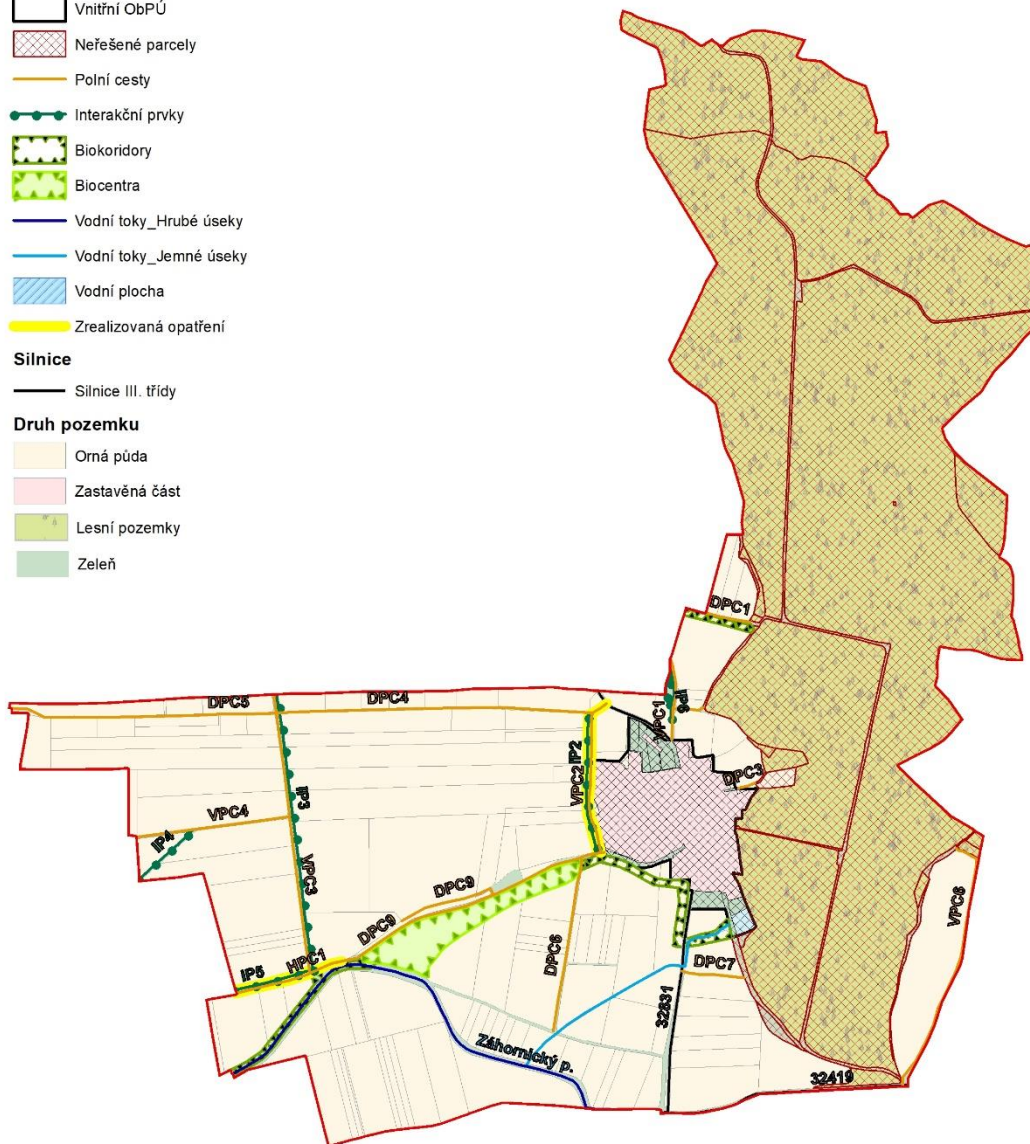 Vnitřní ObPÚ
Neřešené parcely
Polní cesty
Interakční prvky
Biokoridory
Biocentra
Vodní toky_Hrubé úseky
Vodní toky_Jemné úseky
Vodní plocha
Zrealizovaná opatření
Silnice
Silnice III. třídy
Druh pozemku
Orná půda
Zastavěná část
Lesní pozemky
Zeleň
DPC1
IP6
VPC1
DPC5
DPC4
IP2
VPC2
DPC3
IP3
VPC4
IP4
VPC3
DPC9
DPC9
VPC6
DPC6
HPC1
IP5
DPC7
32831
Záhornický p.
32419